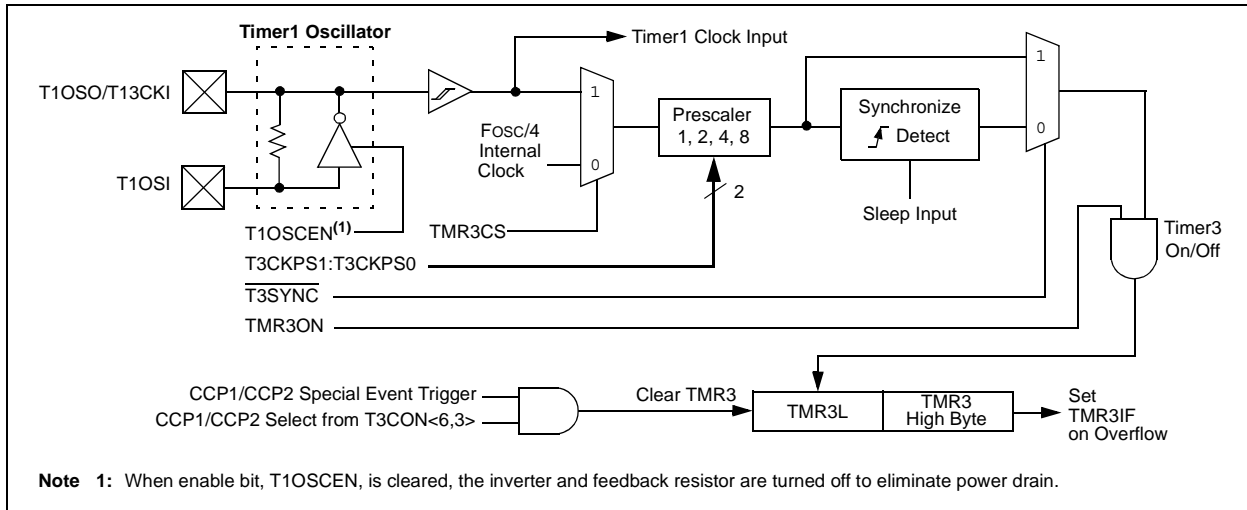 Timer1 Oscillator
Timer1 Clock Input
T1OSO/T13CKI
T1OSI
1
0
FOSC/4
Internal
Clock
Prescaler
1, 2, 4, 8
2
Synchronize
Detect
1
0
Sleep Input
T1OSCEN(1)
TMR3CS
T3CKPS1:T3CKPS0
T3SYNC
TMR3ON
Timer3
On/Off
CCP1/CCP2 Special Event Trigger
CCP1/CCP2 Select from T3CON<6,3>
Clear TMR3
TMR3L
TMR3
High Byte
Set
TMR3IF
on Overflow
Note 1: When enable bit, T1OSCEN, is cleared, the inverter and feedback resistor are turned off to eliminate power drain.